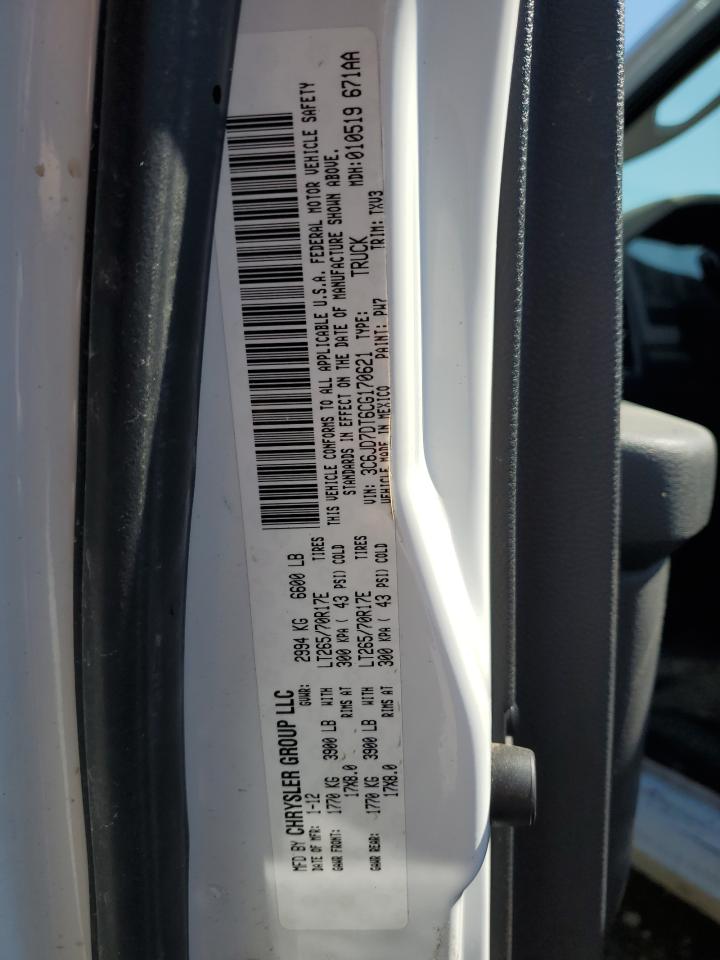 MFD BY CHRYSLER GROUP LLC
DATE OF MFR: 1-12 GVWR: 2994 KG 6600 LB
GAWR FRONT: 1770 KG 3900 LB WITH LT265/70R17E TIRES
17X8.0 RIMS AT 300 KPA ( 43 PSI) COLD
GAWR REAR: 1770 KG 3900 LB WITH LT265/70R17E TIRES
17X8.0 RIMS AT 300 KPA ( 43 PSI) COLD
THIS VEHICLE CONFORMS TO ALL APPLICABLE U.S.A. FEDERAL MOTOR VEHICLE SAFETY
STANDARDS IN EFFECT ON THE DATE OF MANUFACTURE SHOWN ABOVE.
VIN: 3C6JD7DT6CG170621 TYPE: TRUCK MDH:010519 671AA
VEHICLE MADE IN MEXICO PAINT: PW7 TRIM: TXV3